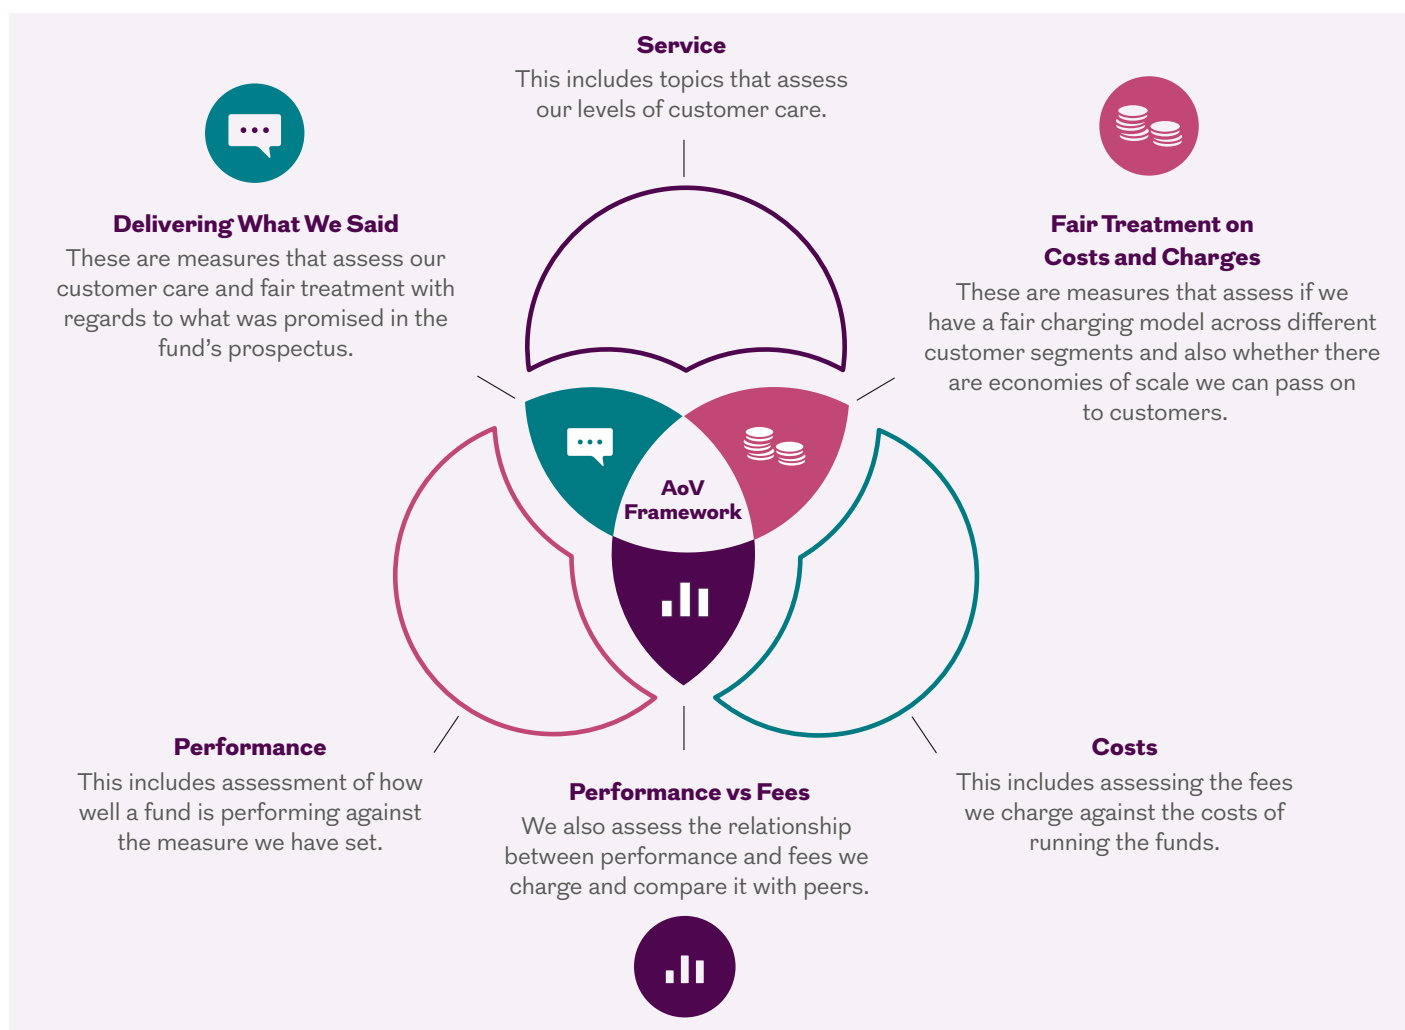 Service
This includes topics that assess
our levels of customer care.
Delivering What We Said
These are measures that assess our
customer care and fair treatment with
regards to what was promised in the
fund's prospectus.
Fair Treatment on
Costs and Charges
These are measures that assess if we
have a fair charging model across different
customer segments and also whether there
are economies of scale we can pass on
to customers.
AoV
Framework
Performance
This includes assessment of how
well a fund is performing against
the measure we have set.
Performance vs Fees
We also assess the relationship
between performance and fees we
charge and compare it with peers.
Costs
This includes assessing the fees
we charge against the costs of
running the funds.